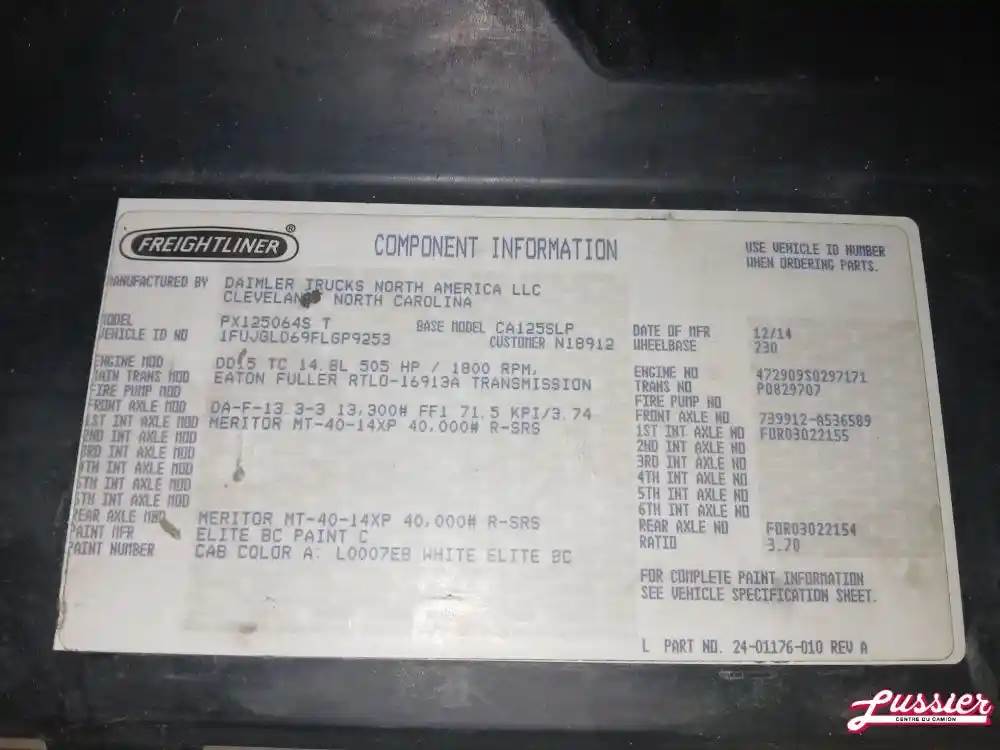 FREIGHTLINER ®
COMPONENT INFORMATION
USE VEHICLE ID NUMBER
WHEN ORDERING PARTS.
MANUFACTURED BY DAIMLER TRUCKS NORTH AMERICA LLC
CLEVELAND NORTH CAROLINA
MODEL PX125064S T BASE MODEL CA125SLP
VEHICLE ID NO 1FUJGLD69FLGP9253 CUSTOMER N18912
ENGINE MOD DD15 TC 14.8L 505 HP / 1800 RPM,
MAIN TRANS MOD EATON FULLER RTLO-16913A TRANSMISSION
FIRE PUMP MOD
FRONT AXLE MOD DA-F-13 3-3 13,300# FF1 71.5 KPI/3.74
1ST INT AXLE MOD MERITOR MT-40-14XP 40,000# R-SRS
2ND INT AXLE MOD
3RD INT AXLE MOD
4TH INT AXLE MOD
5TH INT AXLE MOD
6TH INT AXLE MOD
REAR AXLE MOD MERITOR MT-40-14XP 40,000# R-SRS
PAINT MFR ELITE BC PAINT C
PAINT NUMBER CAB COLOR A: L0007EB WHITE ELITE BC
DATE OF MFR 12/14
WHEELBASE 230
ENGINE NO 472909S0297171
TRANS NO P0829707
FIRE PUMP NO
FRONT AXLE NO 739912-A536589
1ST INT AXLE NO FOR03022155
2ND INT AXLE NO
3RD INT AXLE NO
4TH INT AXLE NO
5TH INT AXLE NO
6TH INT AXLE NO
REAR AXLE NO FOR03022154
RATIO 3.70
FOR COMPLETE PAINT INFORMATION
SEE VEHICLE SPECIFICATION SHEET.
L PART NO. 24-01176-010 REV A
Lussier
CENTRE DU CAMION